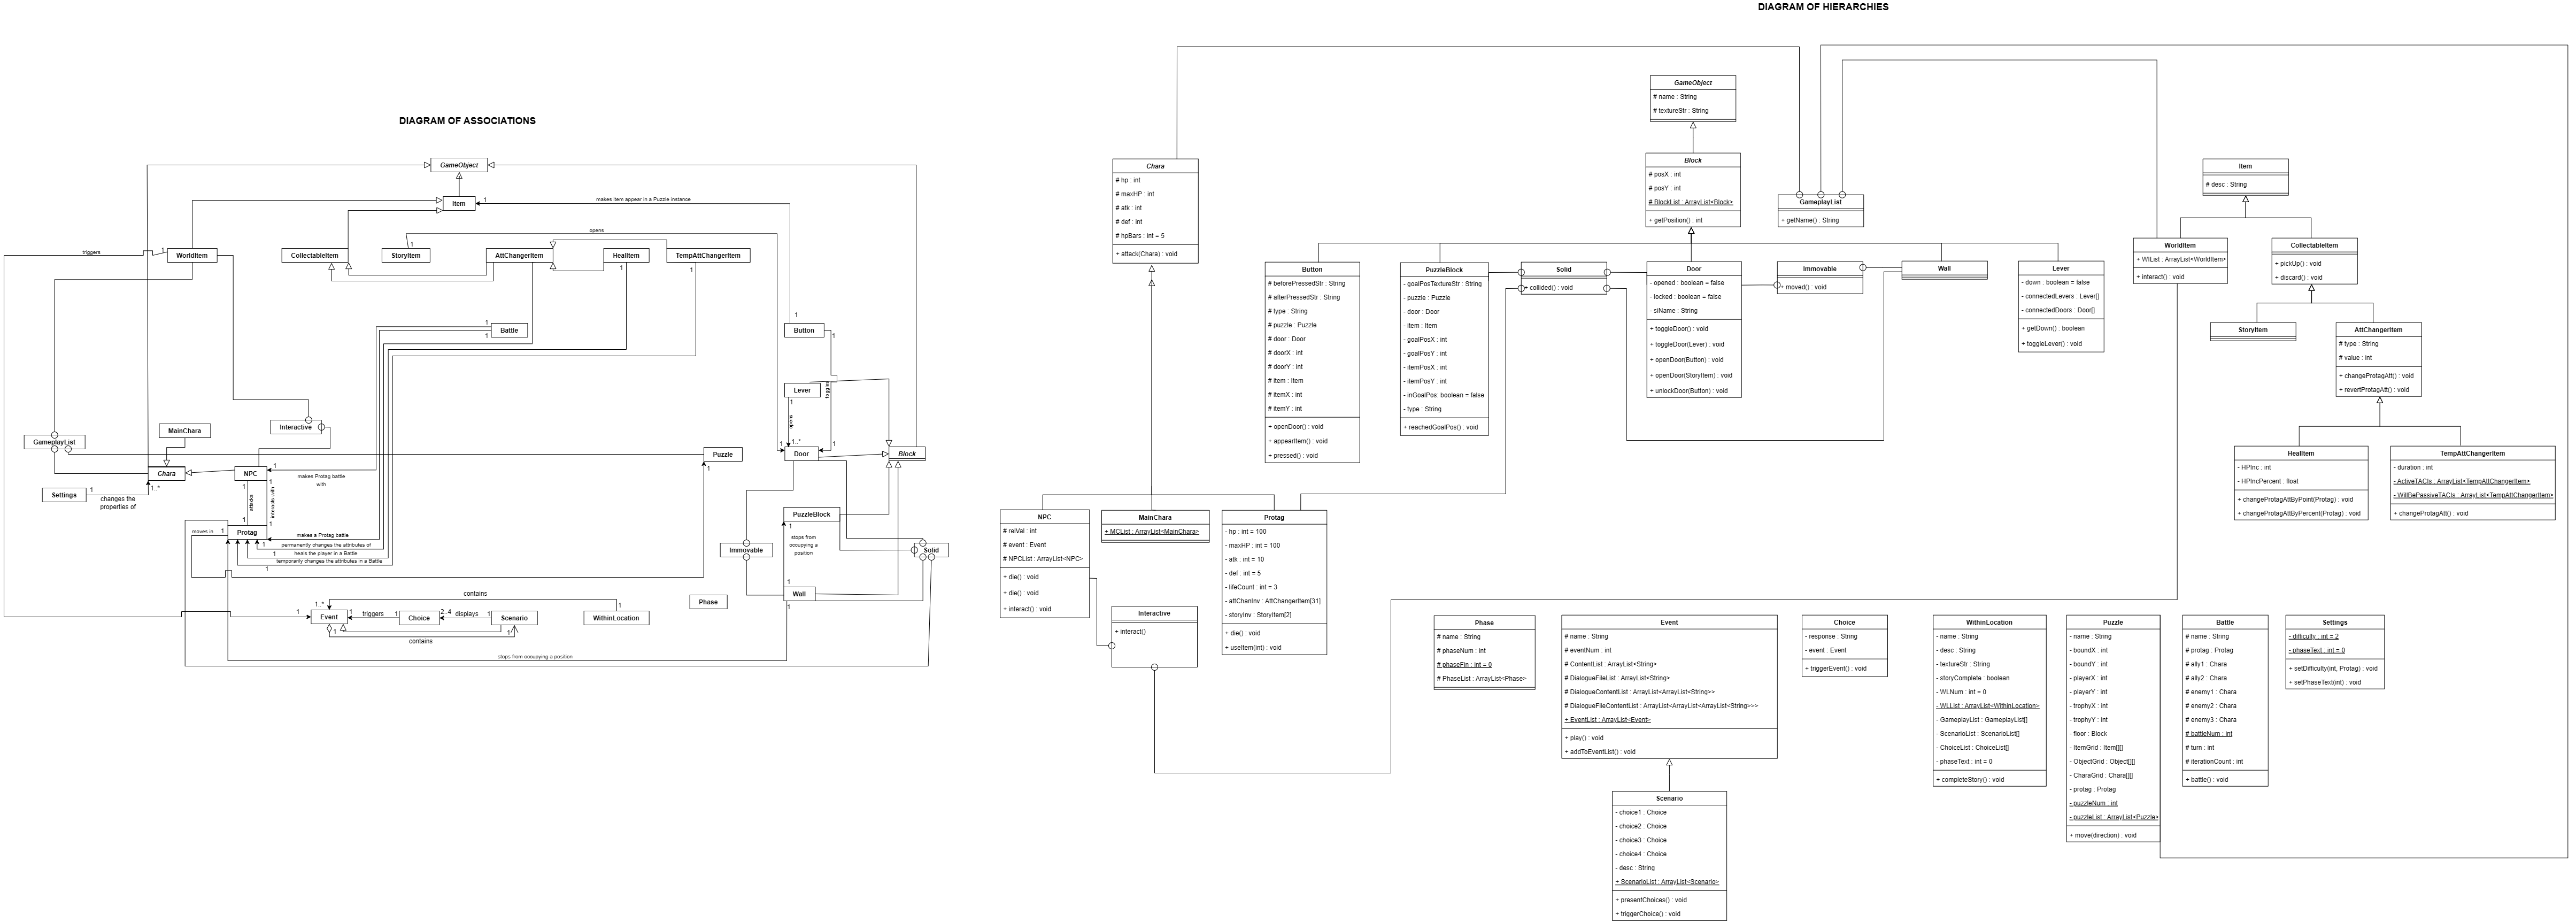 DIAGRAM OF HIERARCHIES
DIAGRAM OF ASSOCIATIONS
GameObject
Item
1
makes item appear in a Puzzle instance
opens
triggers
1
WorldItem
CollectableItem
1
StoryItem
AttChangerItem
HealItem
TempAttChangerItem
1
1
1
1
Battle
1
Button
1
Lever
1
toggles
opens
MainChara
Interactive
GameplayList
1
1..*
1
Door
Block
Puzzle
1
Chara
NPC
1
makes Protag battle
with
Settings
1
changes the
properties of
1..*
1
attacks
interacts with
1
1
1
moves in
1
Protag
makes a Protag battle
1
permanently changes the attributes of
1
heals the player in a Battle
temporarily changes the attributes in a Battle
1
PuzzleBlock
1
stops from
occupying a
position
Immovable
Solid
1
Wall
1
Phase
contains
1..*
1
1
Event
1
triggers
1
Choice
2..4
displays
1
Scenario
WithinLocation
1
1
contains
stops from occupying a position
GameObject
# name : String
# textureStr : String
Block
# posX : int
# posY : int
# BlockList : ArrayList<Block>
+ getPosition() : int
Chara
# hp : int
# maxHP : int
# atk : int
# def : int
# hpBars : int = 5
+ attack(Chara) : void
GameplayList
+ getName() : String
Item
# desc : String
WorldItem
+ WIList : ArrayList<WorldItem>
+ interact() : void
CollectableItem
+ pickUp() : void
+ discard() : void
Button
# beforePressedStr : String
# afterPressedStr : String
# type : String
# puzzle : Puzzle
# door : Door
# doorX : int
# doorY : int
# item : Item
# itemX : int
# itemY : int
+ openDoor() : void
+ appearItem() : void
+ pressed() : void
PuzzleBlock
- goalPosTextureStr : String
- puzzle : Puzzle
- door : Door
- item : Item
- goalPosX : int
- goalPosY : int
- itemPosX : int
- itemPosY : int
- inGoalPos: boolean = false
- type : String
+ reachedGoalPos() : void
Solid
+ collided() : void
Door
- opened : boolean = false
- locked : boolean = false
- siName : String
+ toggleDoor() : void
+ toggleDoor(Lever) : void
+ openDoor(Button) : void
+ openDoor(StoryItem) : void
+ unlockDoor(Button) : void
Immovable
+ moved() : void
Wall
Lever
- down : boolean = false
- connectedLevers : Lever[]
- connectedDoors : Door[]
+ getDown() : boolean
+ toggleLever() : void
StoryItem
AttChangerItem
# type : String
# value : int
+ changeProtagAtt() : void
+ revertProtagAtt() : void
HealItem
- HPInc : int
- HPIncPercent : float
+ changeProtagAttByPoint(Protag) : void
+ changeProtagAttByPercent(Protag) : void
TempAttChangerItem
- duration : int
- ActiveTACIs : ArrayList<TempAttChangerItem>
- WillBePassiveTACIs : ArrayList<TempAttChangerItem>
+ changeProtagAtt() : void
NPC
# relVal : int
# event : Event
# NPCList : ArrayList<NPC>
+ die() : void
+ die() : void
+ interact() : void
MainChara
+ MCList : ArrayList<MainChara>
Protag
- hp : int = 100
- maxHP : int = 100
- atk : int = 10
- def : int = 5
- lifeCount : int = 3
- attChanInv : AttChangerItem[31]
- storyInv : StoryItem[2]
+ die() : void
+ useItem(int) : void
Interactive
+ interact()
Phase
# name : String
# phaseNum : int
# phaseFin : int = 0
# PhaseList : ArrayList<Phase>
Event
# name : String
# eventNum : int
# ContentList : ArrayList<String>
# DialogueFileList : ArrayList<String>
# DialogueContentList : ArrayList<ArrayList<String>>
# DialogueFileContentList : ArrayList<ArrayList<ArrayList<String>>>
+ EventList : ArrayList<Event>
+ play() : void
+ addToEventList() : void
Scenario
- choice1 : Choice
- choice2 : Choice
- choice3 : Choice
- choice4 : Choice
- desc : String
+ ScenarioList : ArrayList<Scenario>
+ presentChoices() : void
+ triggerChoice() : void
Choice
- response : String
- event : Event
+ triggerEvent() : void
WithinLocation
- name : String
- desc : String
- textureStr : String
- storyComplete : boolean
- WLNum : int = 0
- WLList : ArrayList<WithinLocation>
- GameplayList : GameplayList[]
- ScenarioList : ScenarioList[]
- ChoiceList : ChoiceList[]
- phaseText : int = 0
+ completeStory() : void
Puzzle
- name : String
- boundX : int
- boundY : int
- playerX : int
- playerY : int
- trophyX : int
- trophyY : int
- floor : Block
- ItemGrid : Item[][]
- ObjectGrid : Object[][]
- CharaGrid : Chara[][]
- protag : Protag
- puzzleNum : int
- puzzleList : ArrayList<Puzzle>
+ move(direction) : void
Battle
# name : String
# protag : Protag
# ally1 : Chara
# ally2 : Chara
# enemy1 : Chara
# enemy2 : Chara
# enemy3 : Chara
# battleNum : int
# turn : int
# iterationCount : int
+ battle() : void
Settings
- difficulty : int = 2
- phaseText : int = 0
+ setDifficulty(int, Protag) : void
+ setPhaseText(int) : void